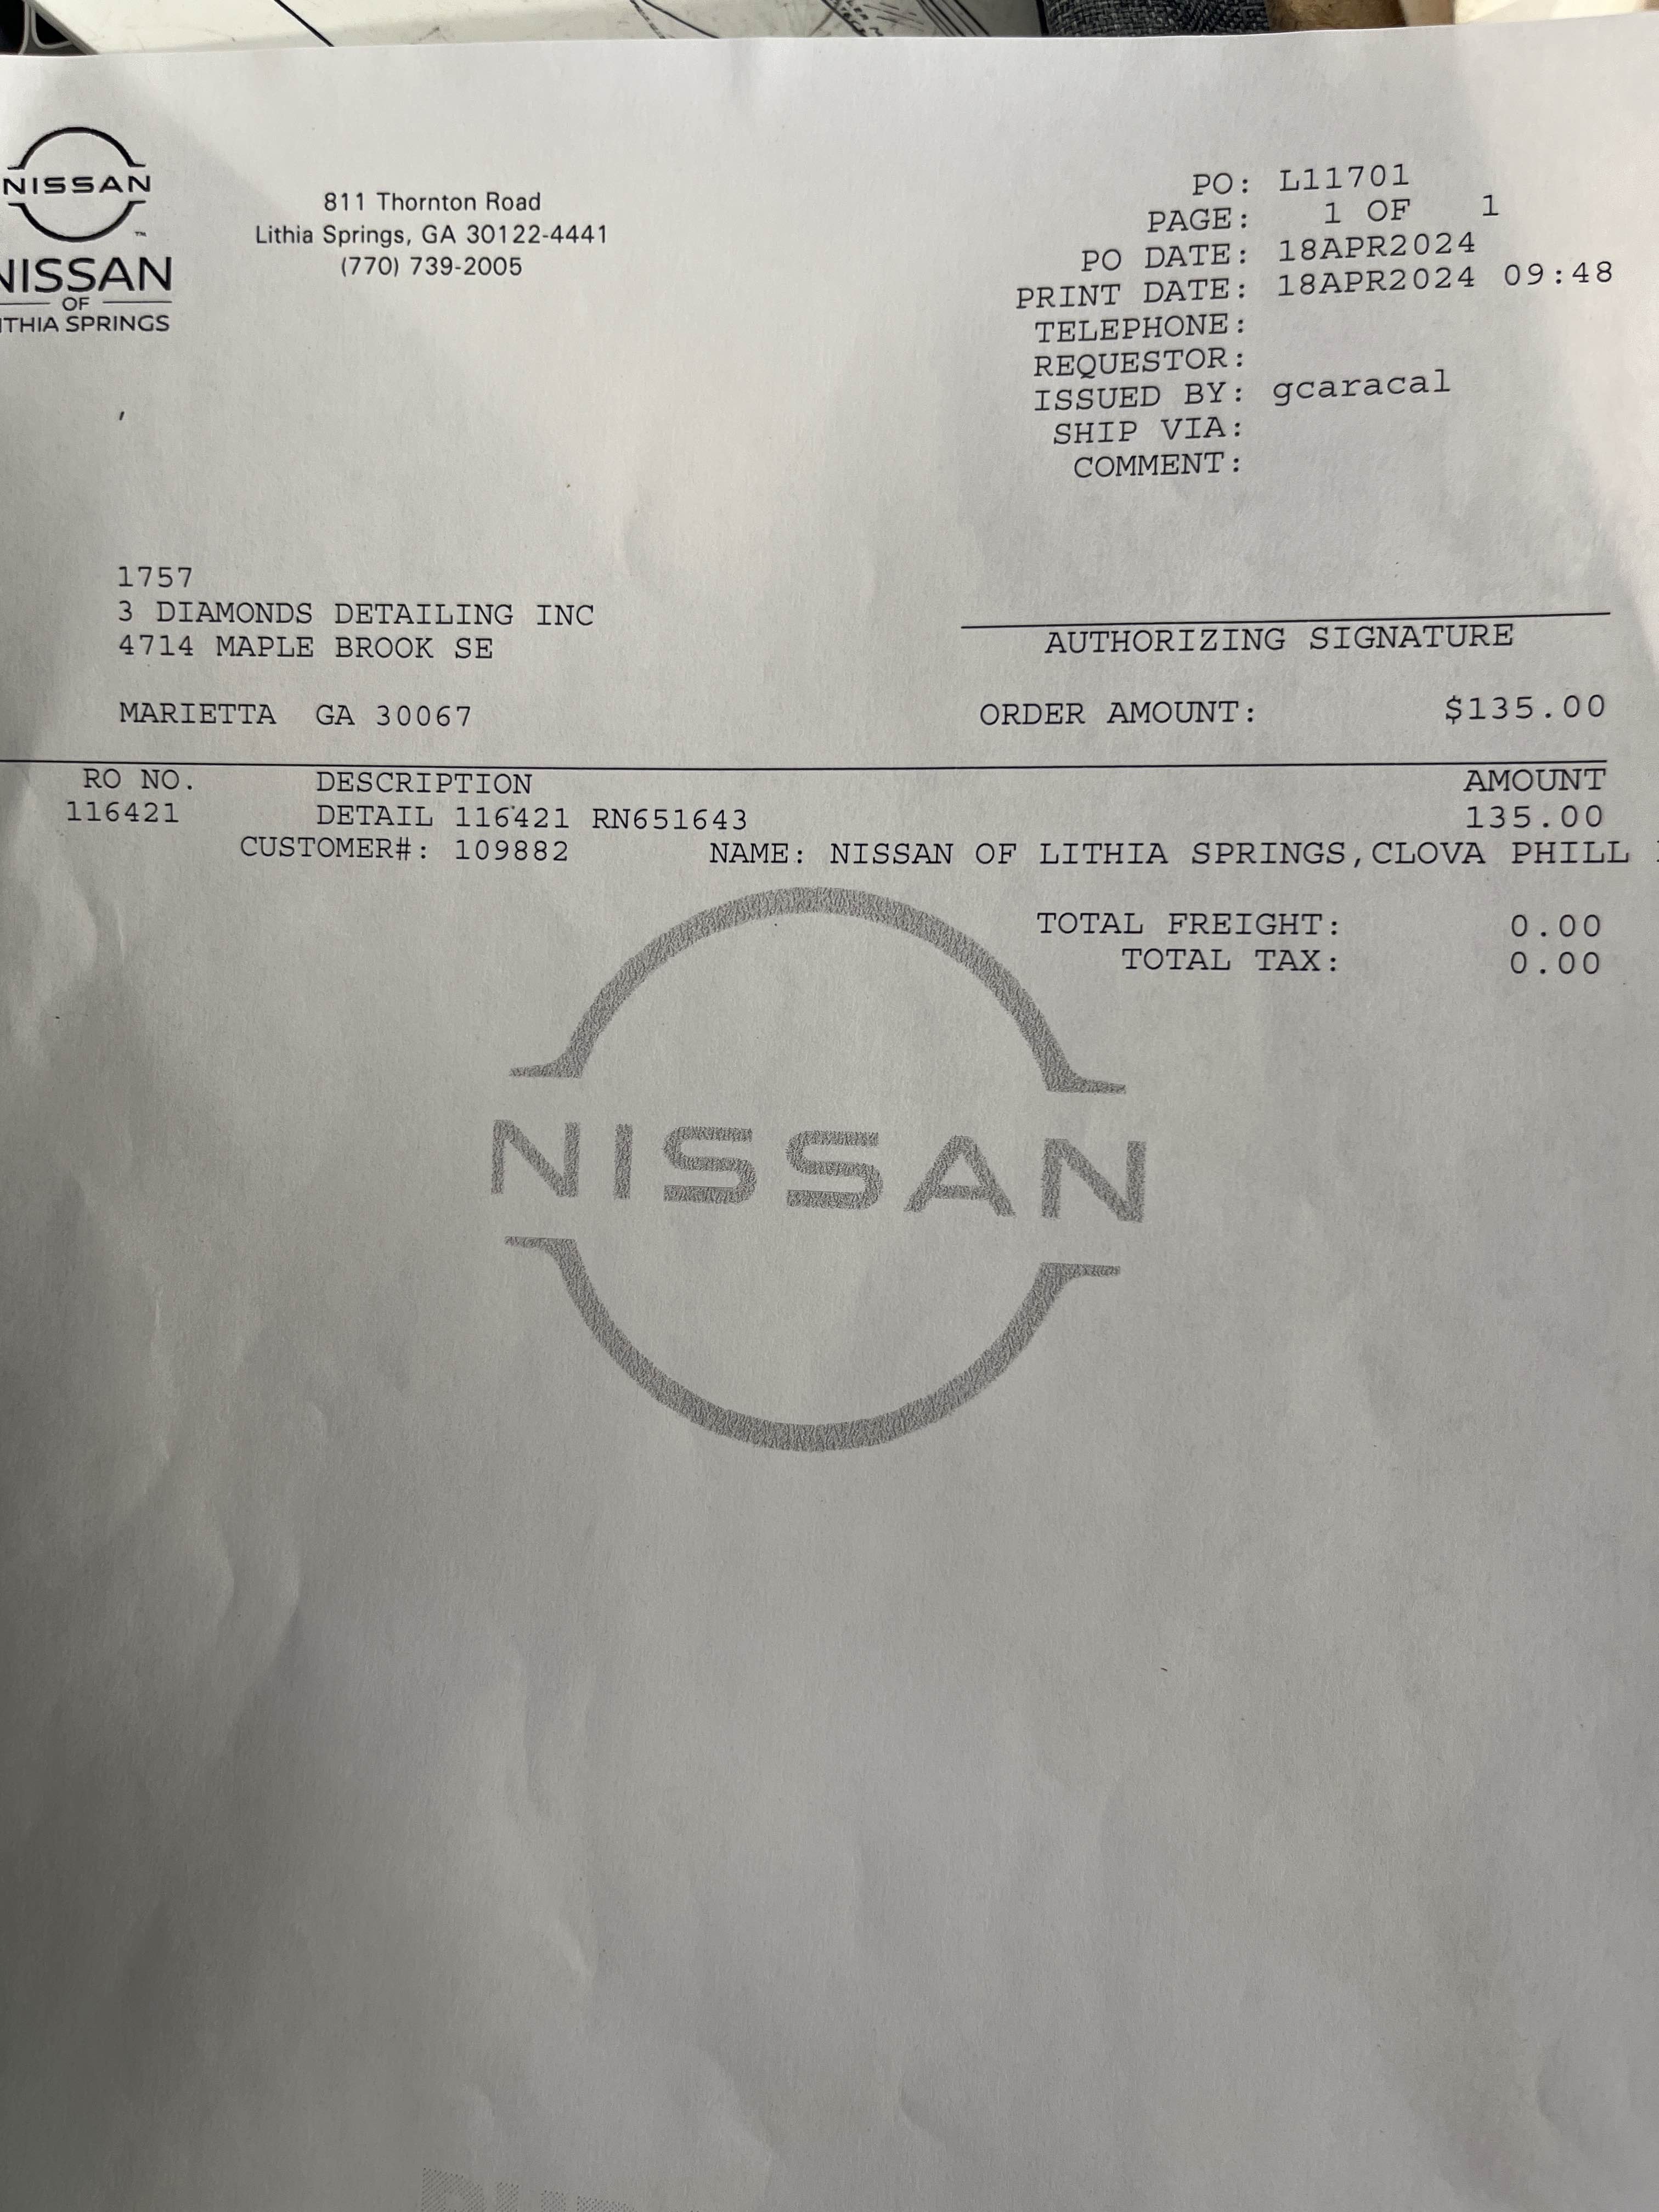 NISSAN
NISSAN
OF
THIA SPRINGS
811 Thornton Road
Lithia Springs, GA 30122-4441
(770) 739-2005
PO: L11701
PAGE: 1 OF 1
PO DATE: 18APR2024
PRINT DATE: 18APR2024 09:48
TELEPHONE:
REQUESTOR:
ISSUED BY: gcaracal
SHIP VIA:
COMMENT:
1757
3 DIAMONDS DETAILING INC
4714 MAPLE BROOK SE
MARIETTA GA 30067
AUTHORIZING SIGNATURE
ORDER AMOUNT: $135.00
RO NO. DESCRIPTION AMOUNT
116421 DETAIL 116421 RN651643 135.00
CUSTOMER#: 109882 NAME: NISSAN OF LITHIA SPRINGS,CLOVA PHILL
TOTAL FREIGHT: 0.00
TOTAL TAX: 0.00
NISSAN